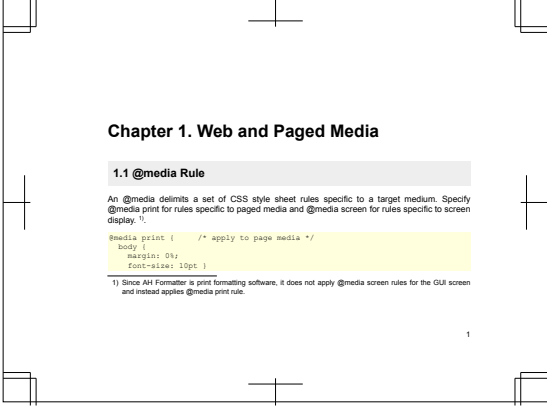 Chapter 1. Web and Paged Media
1.1 @media Rule
An @media delimits a set of CSS style sheet rules specific to a target medium. Specify
@media print for rules specific to paged media and @media screen for rules specific to screen
display. 1).
@media print {     /* apply to page media */
  body {
    margin: 0%;
    font-size: 10pt }
1) Since AH Formatter is print formatting software, it does not apply @media screen rules for the GUI screen
and instead applies @media print rule.
1